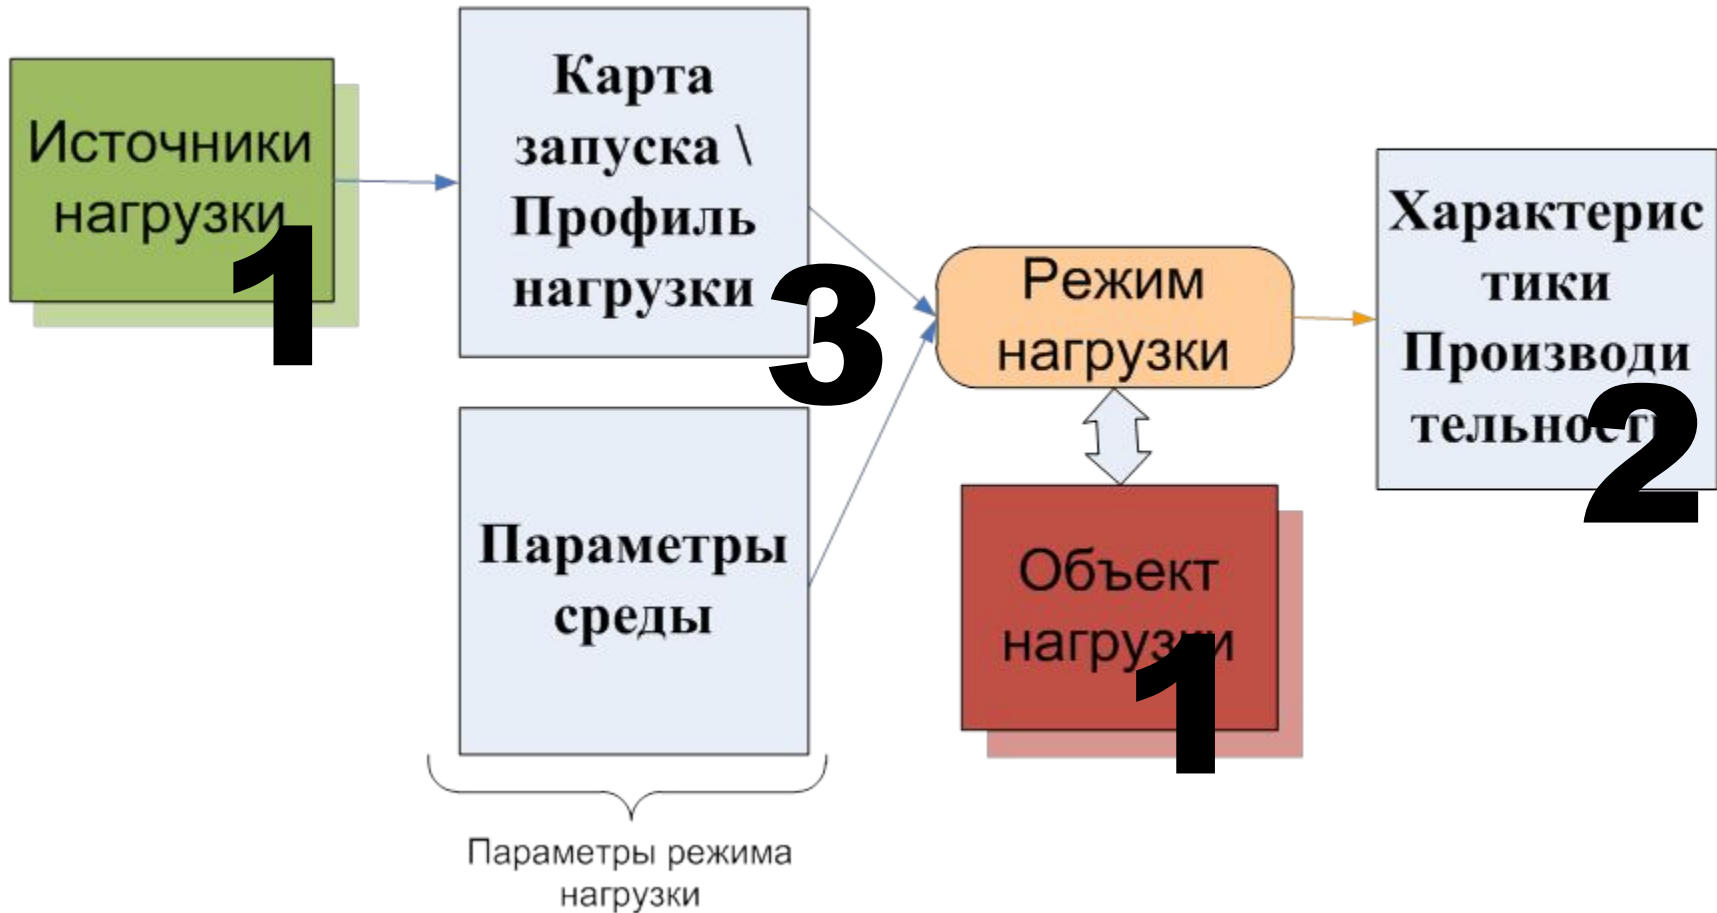 Источники
нагрузки
1
Карта
запуска \
Профиль
нагрузки
3
Параметры
среды
Параметры режима
нагрузки
Режим
нагрузки
Объект
нагрузки
1
Характерис
тики
Производи
тельности
2